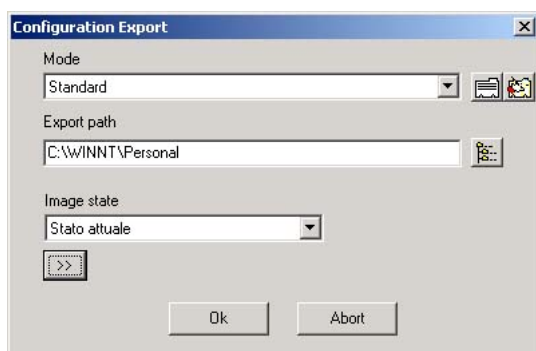 Configuration Export
Mode
Standard
Export path
C:\WINNT\Personal
Image state
Stato attuale
>>
Ok Abort